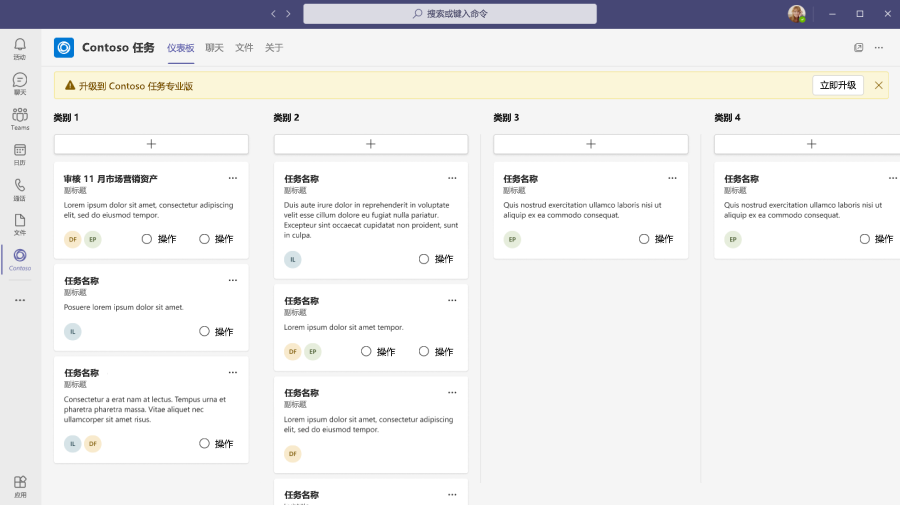 搜索或键入命令
活动
聊天
Teams
日历
通话
文件
Contoso
应用
Contoso 任务 仪表板 聊天 文件 关于
升级到 Contoso 任务专业版 立即升级
类别 1
审核 11 月市场营销资产
副标题
Lorem ipsum dolor sit amet, consectetur adipiscing
elit, sed do eiusmod tempor.
DF EP 操作 操作
任务名称
副标题
Posuere lorem ipsum dolor sit amet.
IL 操作
任务名称
副标题
Consectetur a erat nam at lectus. Tempus urna et
pharetra pharetra massa. Vitae aliquet nec
ullamcorper sit amet risus.
IL DF 操作
类别 2
任务名称
副标题
Duis aute irure dolor in reprehenderit in voluptate
velit esse cillum dolore eu fugiat nulla pariatur.
Excepteur sint occaecat cupidatat non proident, sunt
in culpa.
IL 操作
任务名称
副标题
Lorem ipsum dolor sit amet tempor.
DF EP 操作 操作
任务名称
副标题
Lorem ipsum dolor sit amet, consectetur adipiscing
elit, sed do eiusmod tempor.
DF
任务名称
类别 3
任务名称
副标题
Quis nostrud exercitation ullamco laboris nisi ut
aliquip ex ea commodo consequat.
EP 操作
类别 4
任务名称
副标题
Quis nostrud exercitation ullamco laboris nisi ut
aliquip ex ea commodo consequat.
EP 操作